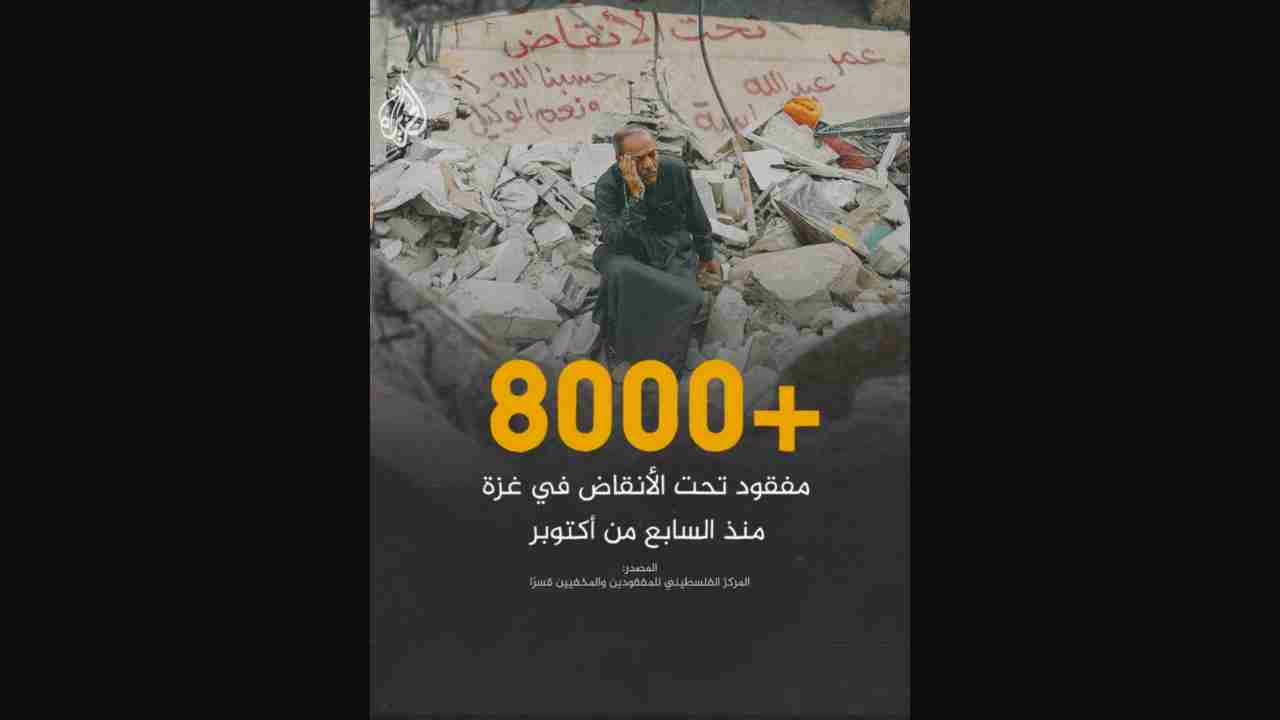 تحت الأنقاض
عمر
حسبنا الله
عبد الله
ونعم الوكيل
8000+
مفقود تحت الأنقاض في غزة
منذ السابع من أكتوبر
المصدر:
المركز الفلسطيني للمفقودين والمخفيين قسرًا